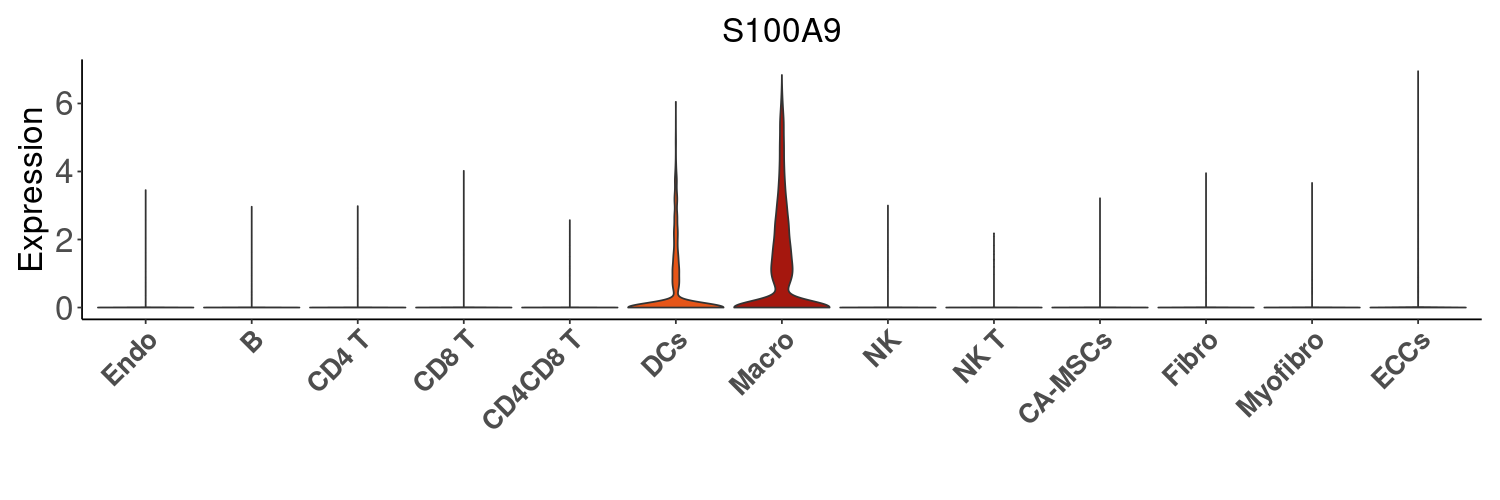 S100A9
Expression
6
4
2
0
Endo
B
CD4 T
CD8 T
CD4CD8 T
DCs
Macro
NK
NK T
CA-MSCs
Fibro
Myofibro
ECCs